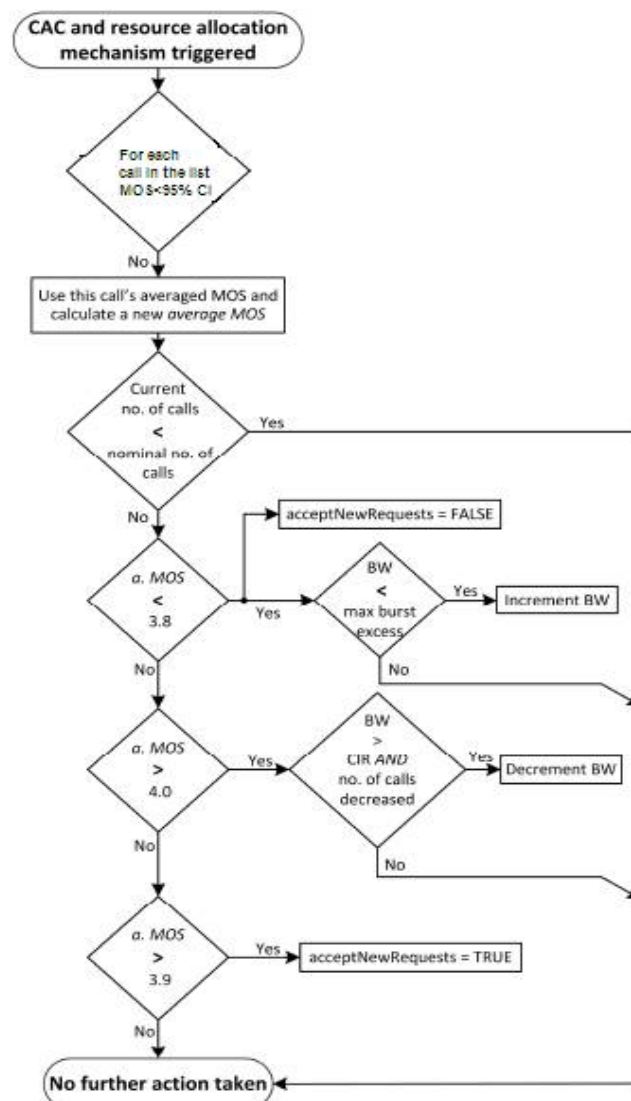 CAC and resource allocation
mechanism triggered
For each
call in the list
MOS<95% CI
No
Use this call's averaged MOS and
calculate a new average MOS
Current
no. of calls
<
nominal no. of
calls
Yes
No
acceptNewRequests = FALSE
a. MOS
<
3.8
Yes
BW
<
max burst
excess
Yes
Increment BW
No
No
a. MOS
>
4.0
Yes
BW
>
CIR AND
no. of calls
decreased
Yes
Decrement BW
No
No
a. MOS
>
3.9
Yes
acceptNewRequests = TRUE
No
No further action taken